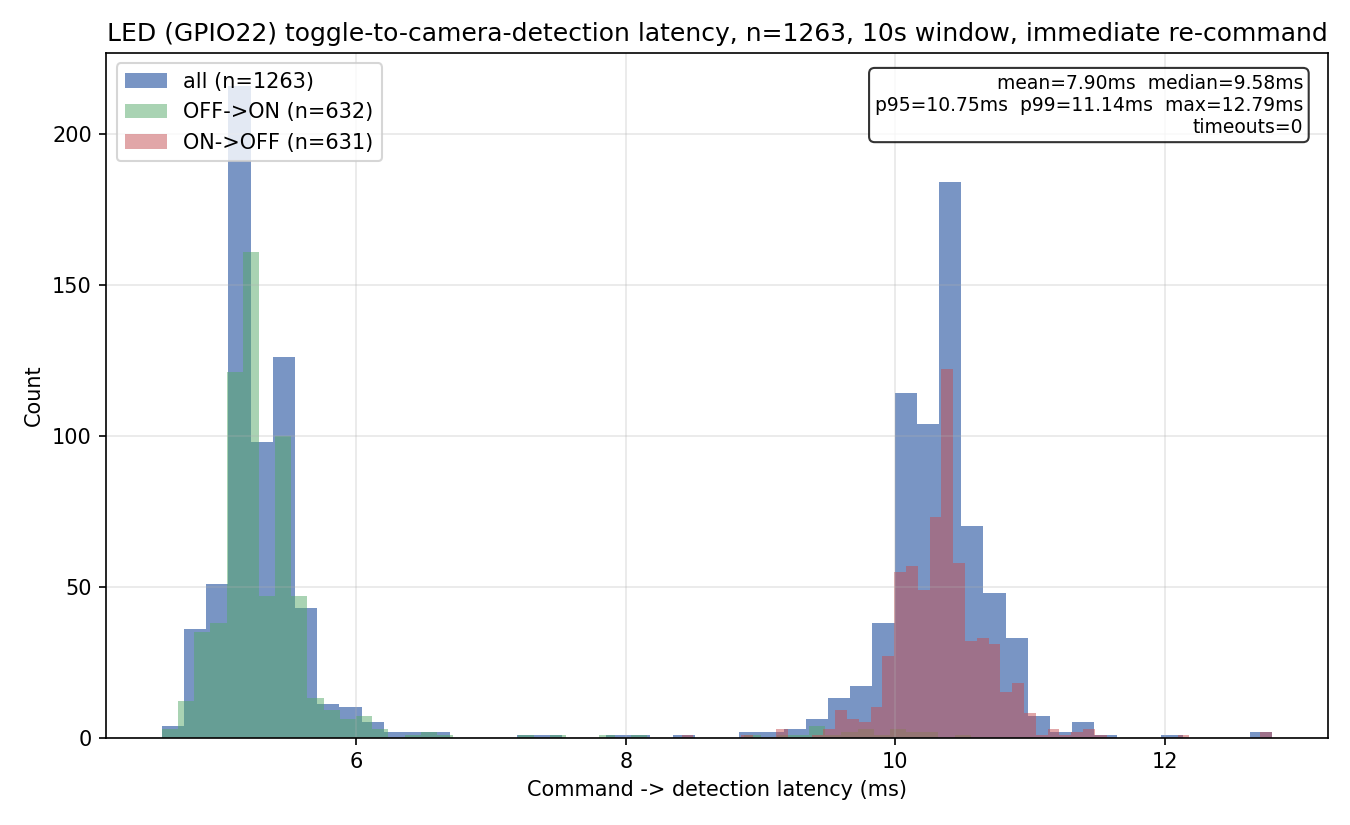 LED (GPIO22) toggle-to-camera-detection latency, n=1263, 10s window, immediate re-command
all (n=1263)
OFF->ON (n=632)
ON->OFF (n=631)
mean=7.90ms  median=9.58ms
p95=10.75ms  p99=11.14ms  max=12.79ms
timeouts=0
Count
200
150
100
50
0
6
8
10
12
Command -> detection latency (ms)